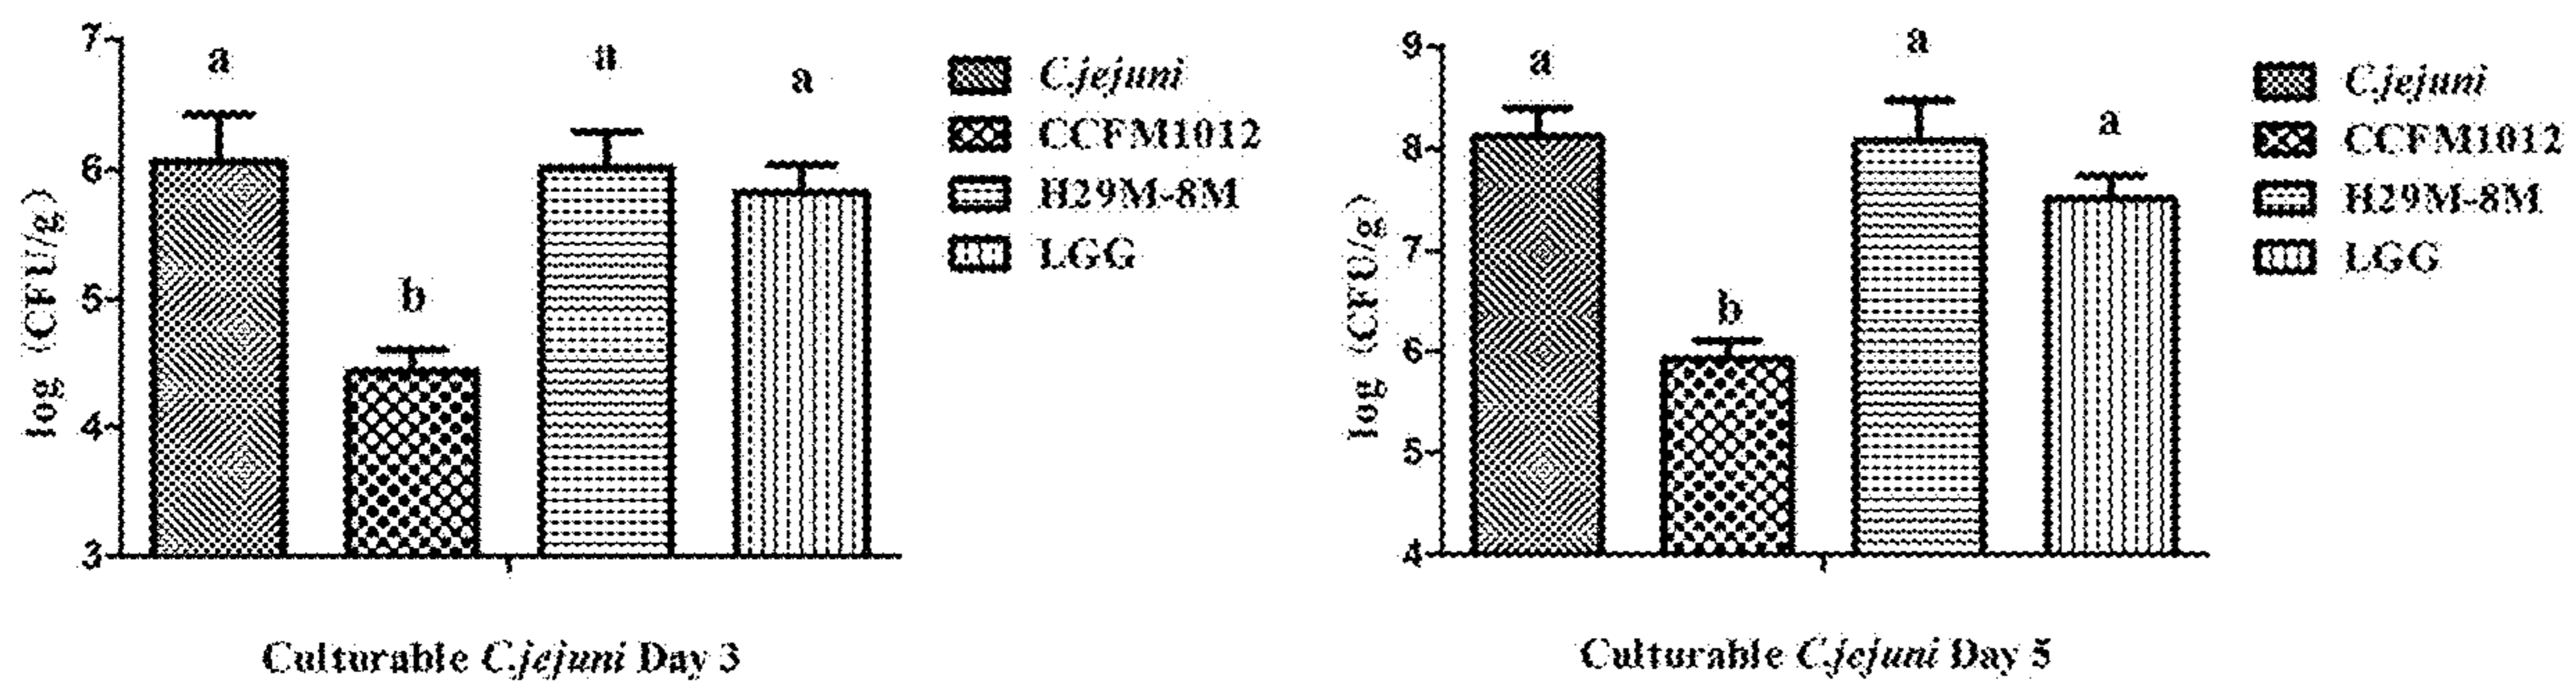 log (CFU/g)
7
6
5
4
3
a
b
a
a
C.jejuni
CCFM1012
H29M-8M
LGG
Culturable C.jejuni Day 3
log (CFU/g)
9
8
7
6
5
4
a
b
a
a
C.jejuni
CCFM1012
H29M-8M
LGG
Culturable C.jejuni Day 5